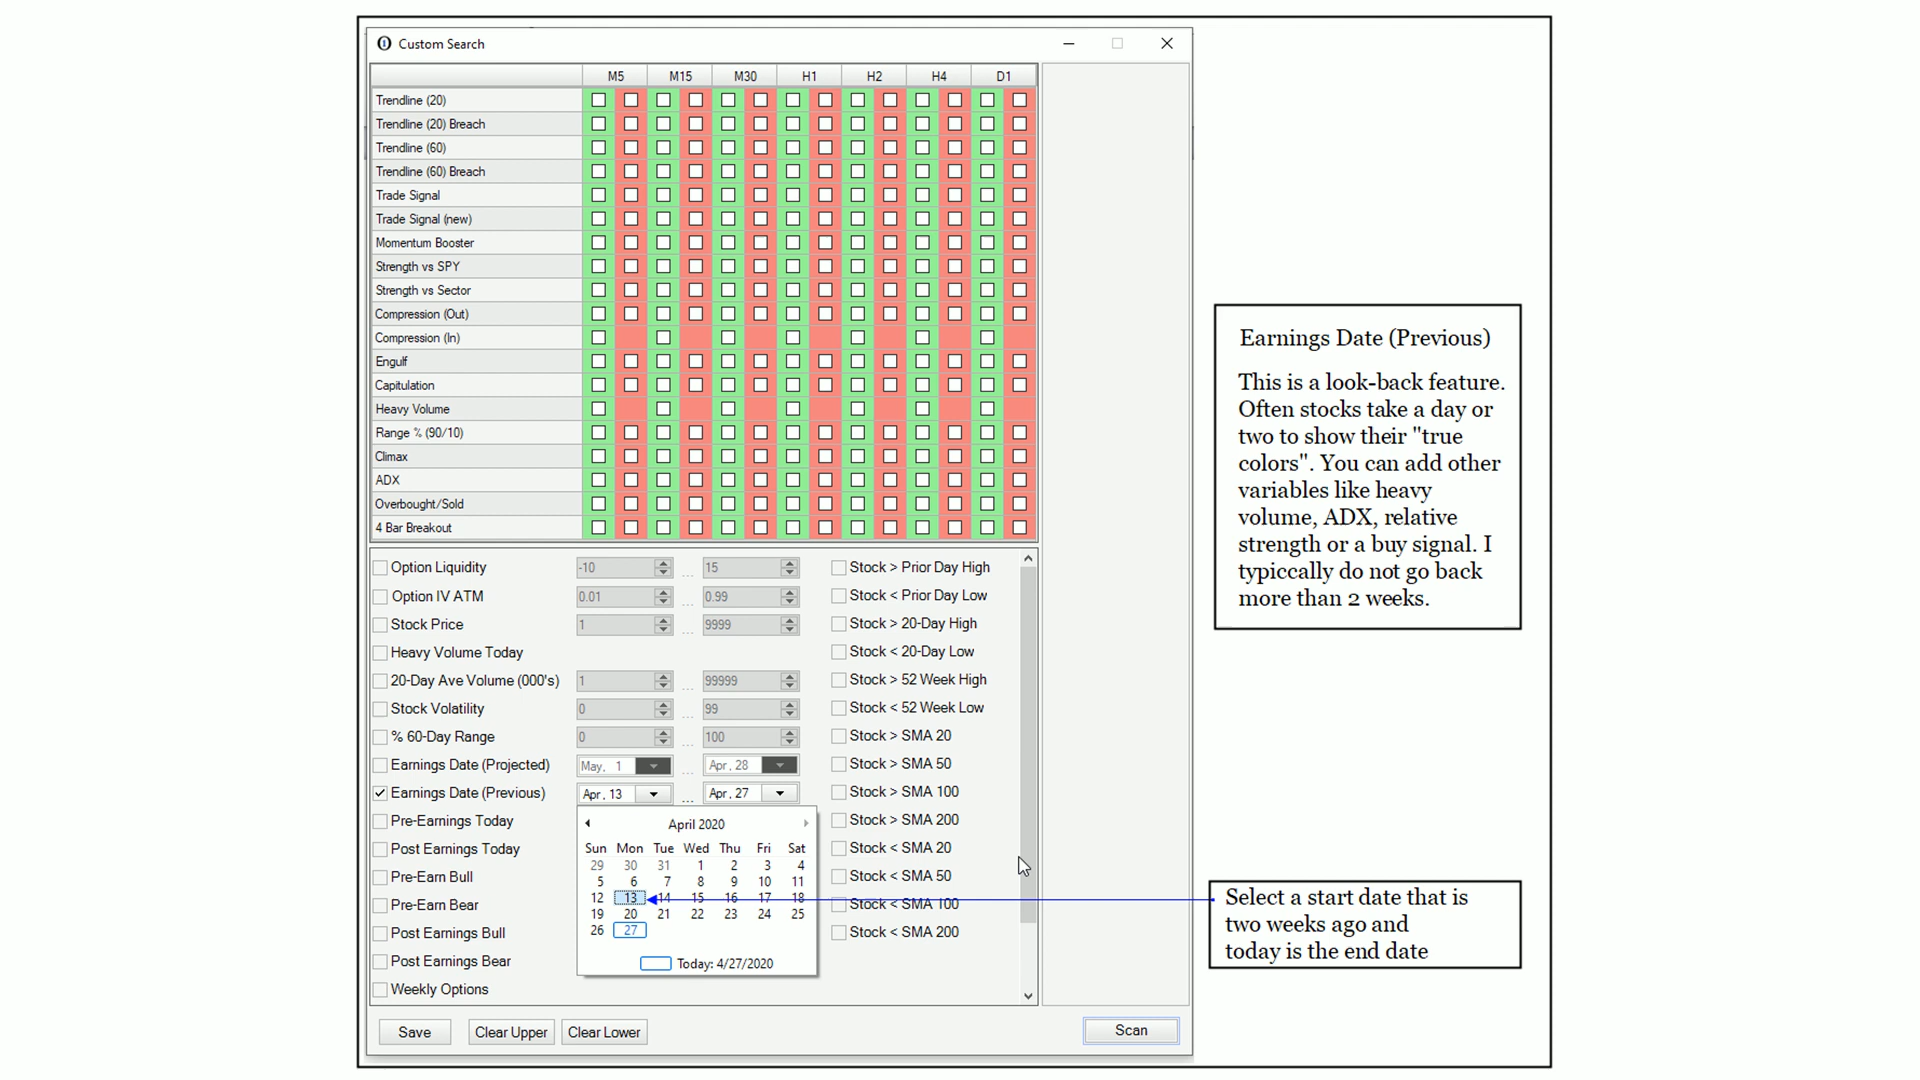 Custom Search
M5 M15 M30 H1 H2 H4 D1
Trendline (20)
Trendline (20) Breach
Trendline (60)
Trendline (60) Breach
Trade Signal
Trade Signal (new)
Momentum Booster
Strength vs SPY
Strength vs Sector
Compression (Out)
Compression (In)
Engulf
Capitulation
Heavy Volume
Range % (90/10)
Climax
ADX
Overbought/Sold
4 Bar Breakout
Option Liquidity -10 ... 15 Stock > Prior Day High
Option IV ATM 0.01 ... 0.99 Stock < Prior Day Low
Stock Price 1 ... 9999 Stock > 20-Day High
Heavy Volume Today Stock < 20-Day Low
20-Day Ave Volume (000's) 1 ... 99999 Stock > 52 Week High
Stock Volatility 0 ... 99 Stock < 52 Week Low
% 60-Day Range 0 ... 100 Stock > SMA 20
Earnings Date (Projected) May, 1 ... Apr, 28 Stock > SMA 50
Earnings Date (Previous) Apr, 13 ... Apr, 27 Stock > SMA 100
Pre-Earnings Today Stock > SMA 200
Post Earnings Today Stock < SMA 20
Pre-Earn Bull Stock < SMA 50
Pre-Earn Bear Stock < SMA 100
Post Earnings Bull Stock < SMA 200
Post Earnings Bear
Weekly Options
April 2020
Sun Mon Tue Wed Thu Fri Sat
29 30 31 1 2 3 4
5 6 7 8 9 10 11
12 13 14 15 16 17 18
19 20 21 22 23 24 25
26 27
Today: 4/27/2020
Save Clear Upper Clear Lower Scan
Earnings Date (Previous)
This is a look-back feature.
Often stocks take a day or
two to show their "true
colors". You can add other
variables like heavy
volume, ADX, relative
strength or a buy signal. I
typiccally do not go back
more than 2 weeks.
Select a start date that is
two weeks ago and
today is the end date